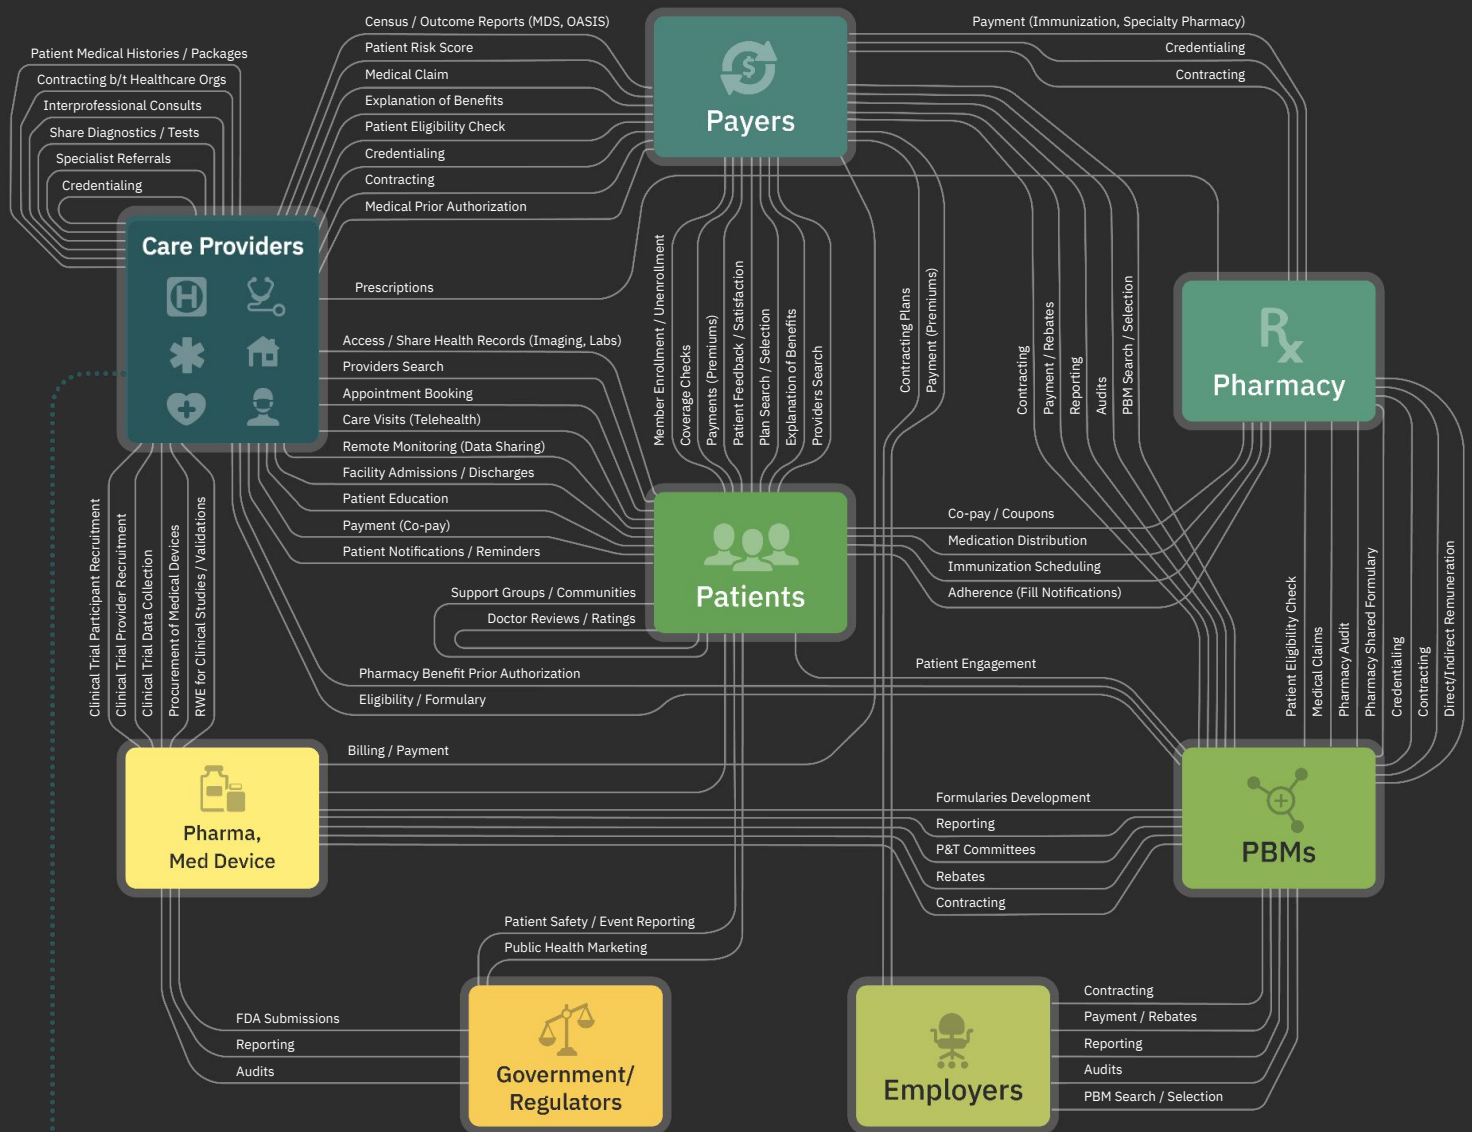 Census / Outcome Reports (MDS, OASIS)
Patient Risk Score
Medical Claim
Explanation of Benefits
Patient Eligibility Check
Credentialing
Contracting
Medical Prior Authorization
Payers
Payment (Immunization, Specialty Pharmacy)
Credentialing
Contracting
Patient Medical Histories / Packages
Contracting b/t Healthcare Orgs
Interprofessional Consults
Share Diagnostics / Tests
Specialist Referrals
Credentialing
Care Providers
Prescriptions
Access / Share Health Records (Imaging, Labs)
Providers Search
Appointment Booking
Care Visits (Telehealth)
Remote Monitoring (Data Sharing)
Facility Admissions / Discharges
Patient Education
Payment (Co-pay)
Patient Notifications / Reminders
Member Enrollment / Unenrollment
Coverage Checks
Payments (Premiums)
Patient Feedback / Satisfaction
Plan Search / Selection
Explanation of Benefits
Providers Search
Contracting Plans
Payment (Premiums)
Contracting
Payment / Rebates
Reporting
Audits
PBM Search / Selection
Rx
Pharmacy
Patients
Co-pay / Coupons
Medication Distribution
Immunization Scheduling
Adherence (Fill Notifications)
Support Groups / Communities
Doctor Reviews / Ratings
Clinical Trial Participant Recruitment
Clinical Trial Provider Recruitment
Clinical Trial Data Collection
Procurement of Medical Devices
RWE for Clinical Studies / Validations
Pharmacy Benefit Prior Authorization
Eligibility / Formulary
Patient Engagement
Patient Eligibility Check
Medical Claims
Pharmacy Audit
Pharmacy Shared Formulary
Credentialing
Contracting
Direct/Indirect Remuneration
Billing / Payment
Pharma,
Med Device
Formularies Development
Reporting
P&T Committees
Rebates
Contracting
PBMs
Patient Safety / Event Reporting
Public Health Marketing
FDA Submissions
Reporting
Audits
Government/
Regulators
Employers
Contracting
Payment / Rebates
Reporting
Audits
PBM Search / Selection